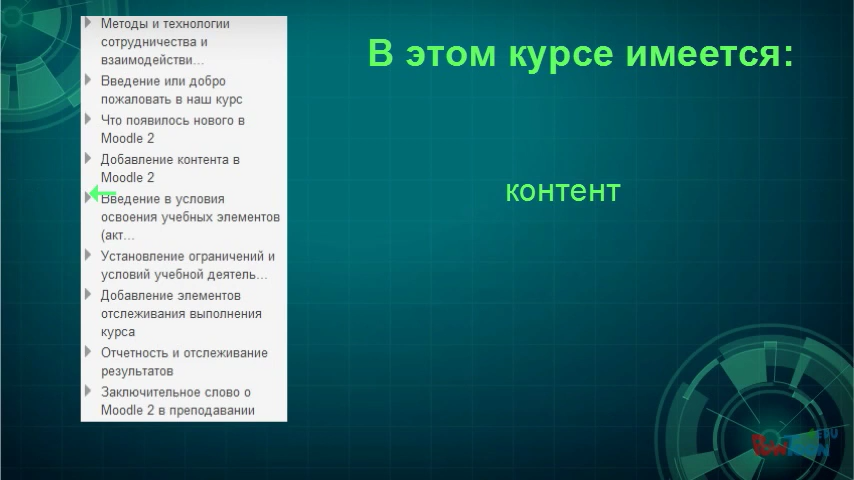 Методы и технологии
сотрудничества и
взаимодействи...
Введение или добро
пожаловать в наш курс
Что появилось нового в
Moodle 2
Добавление контента в
Moodle 2
Введение в условия
освоения учебных элементов
(акт...
Установление ограничений и
условий учебной деятель...
Добавление элементов
отслеживания выполнения
курса
Отчетность и отслеживание
результатов
Заключительное слово о
Moodle 2 в преподавании
В этом курсе имеется:
контент
EDU